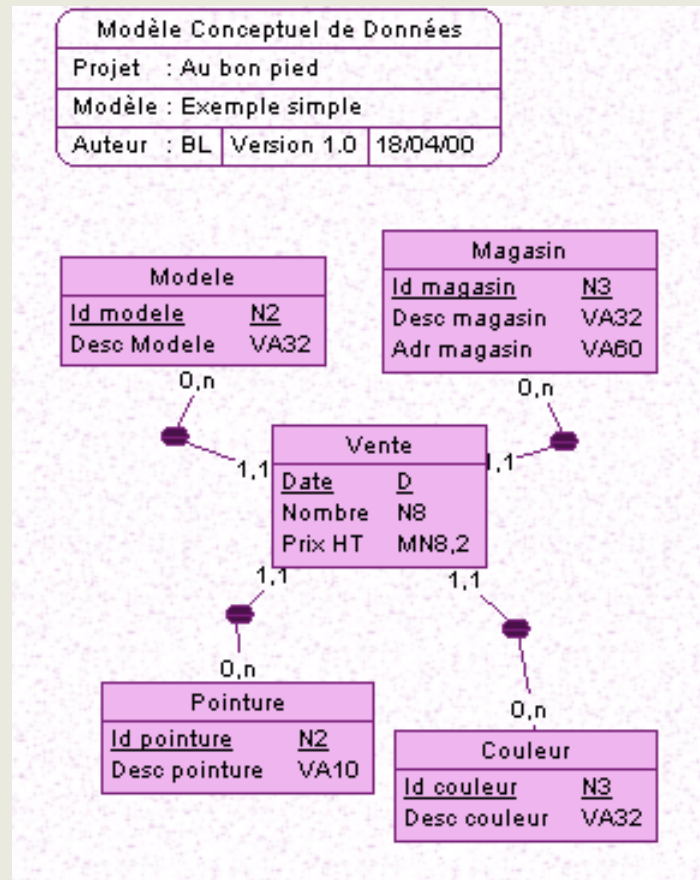 Modèle Conceptuel de Données
Projet : Au bon pied
Modèle : Exemple simple
Auteur : BL Version 1.0 18/04/00
Magasin
Id magasin N3
Desc magasin VA32
Adr magasin VA60
Modele
Id modele N2
Desc Modele VA32
0,n
0,n
1,1
1,1
Vente
Date D
Nombre N8
Prix HT MN8,2
1,1
1,1
0,n
0,n
Pointure
Id pointure N2
Desc pointure VA10
Couleur
Id couleur N3
Desc couleur VA32